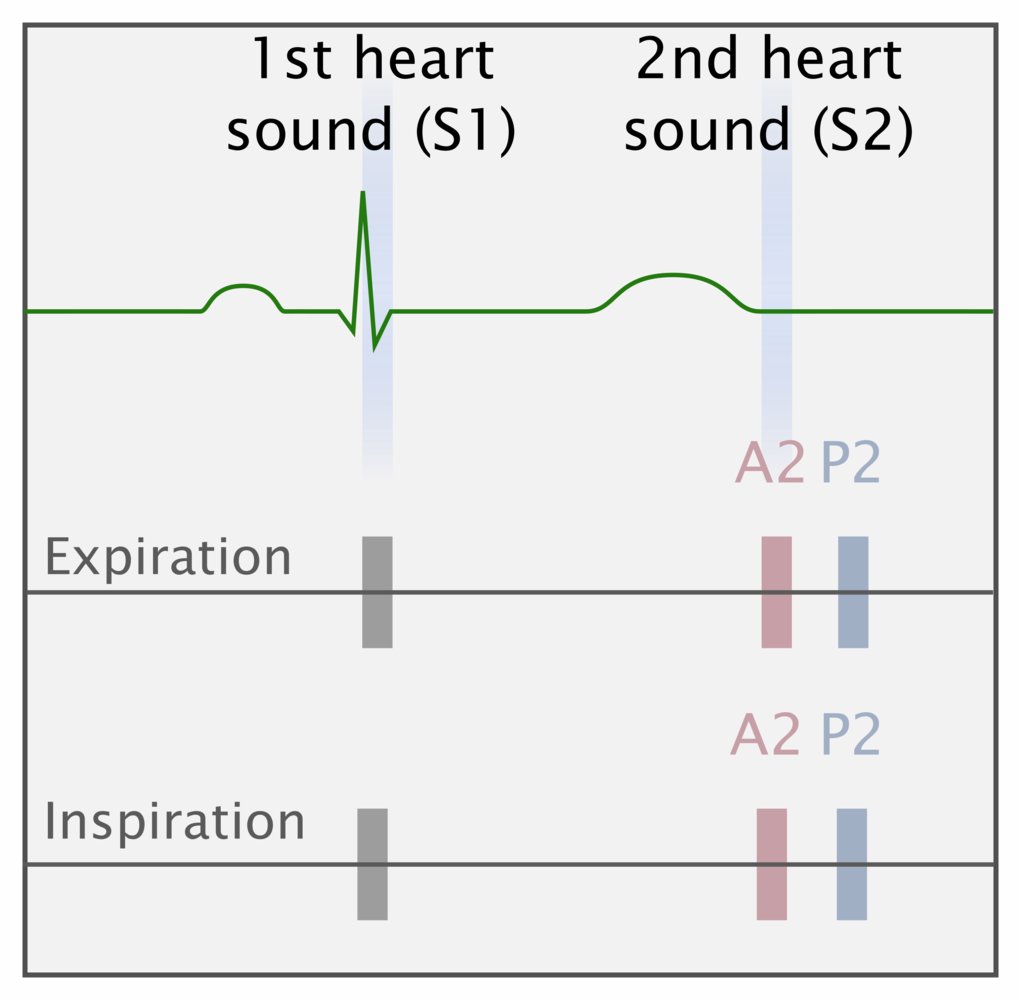 1st heart
sound (S1)
2nd heart
sound (S2)
A2 P2
Expiration
A2 P2
Inspiration